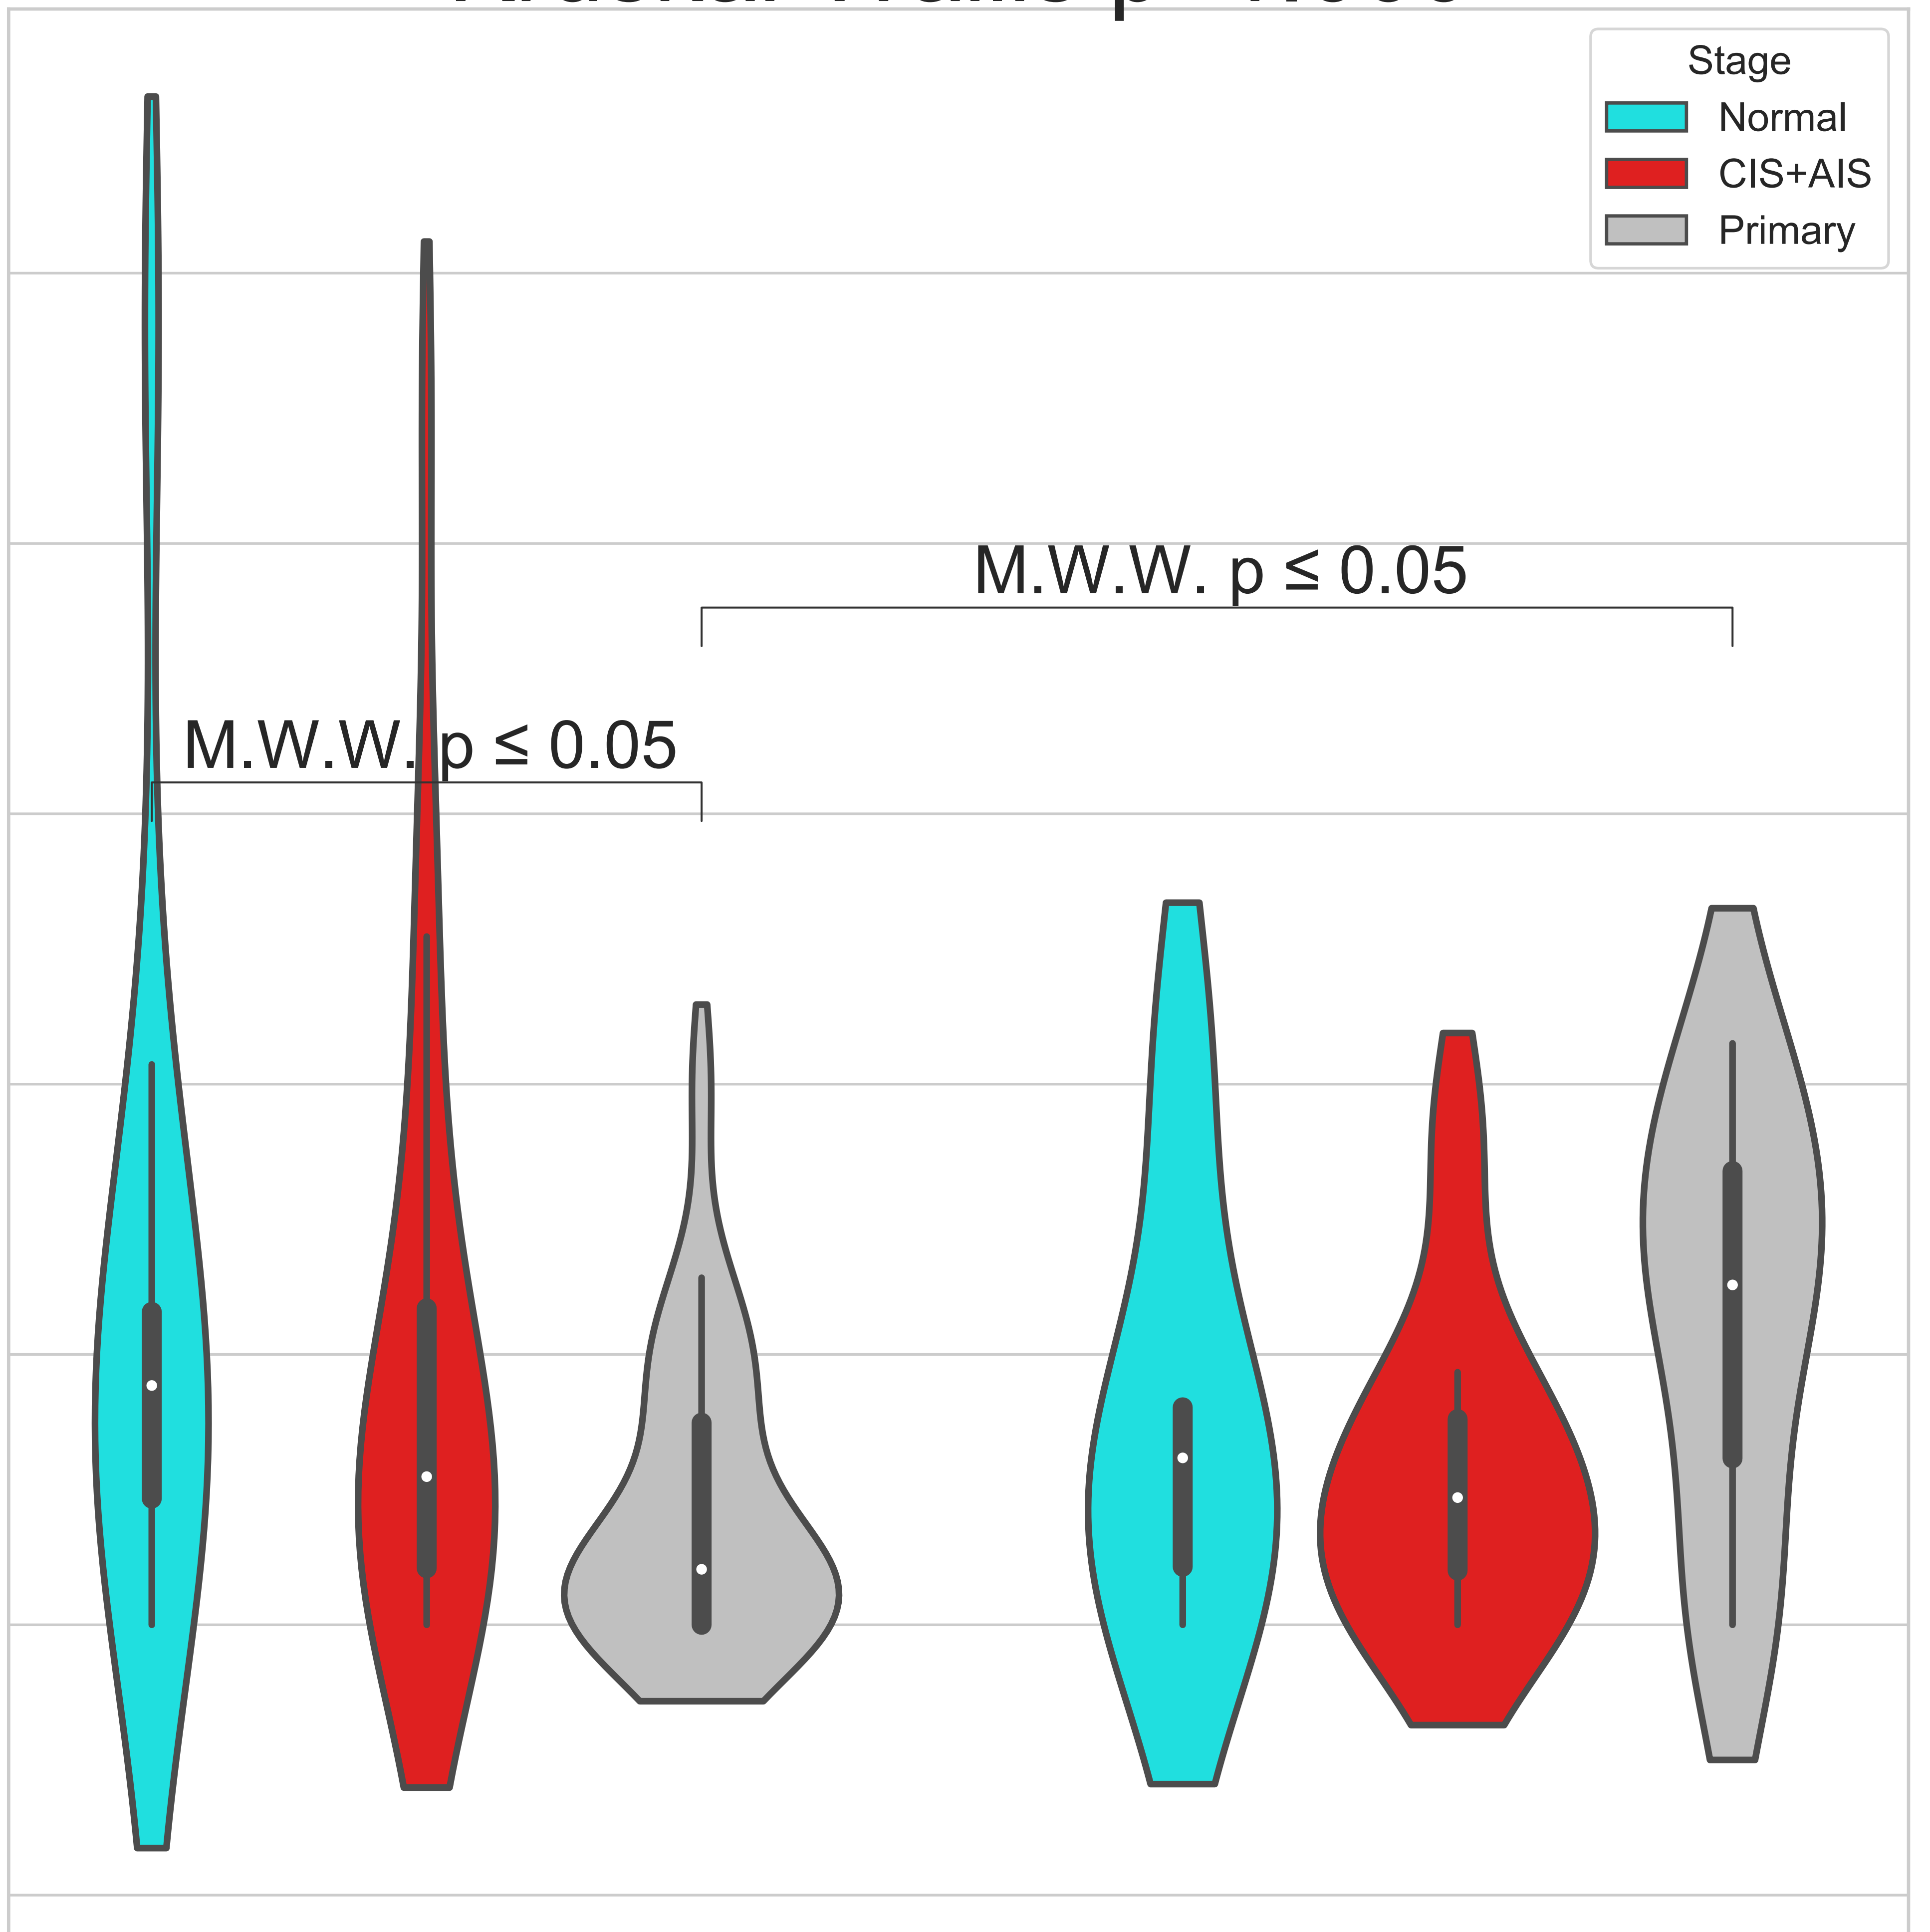 Stage
Normal
CIS+AIS
Primary
M.W.W. p ≤ 0.05
M.W.W. p ≤ 0.05